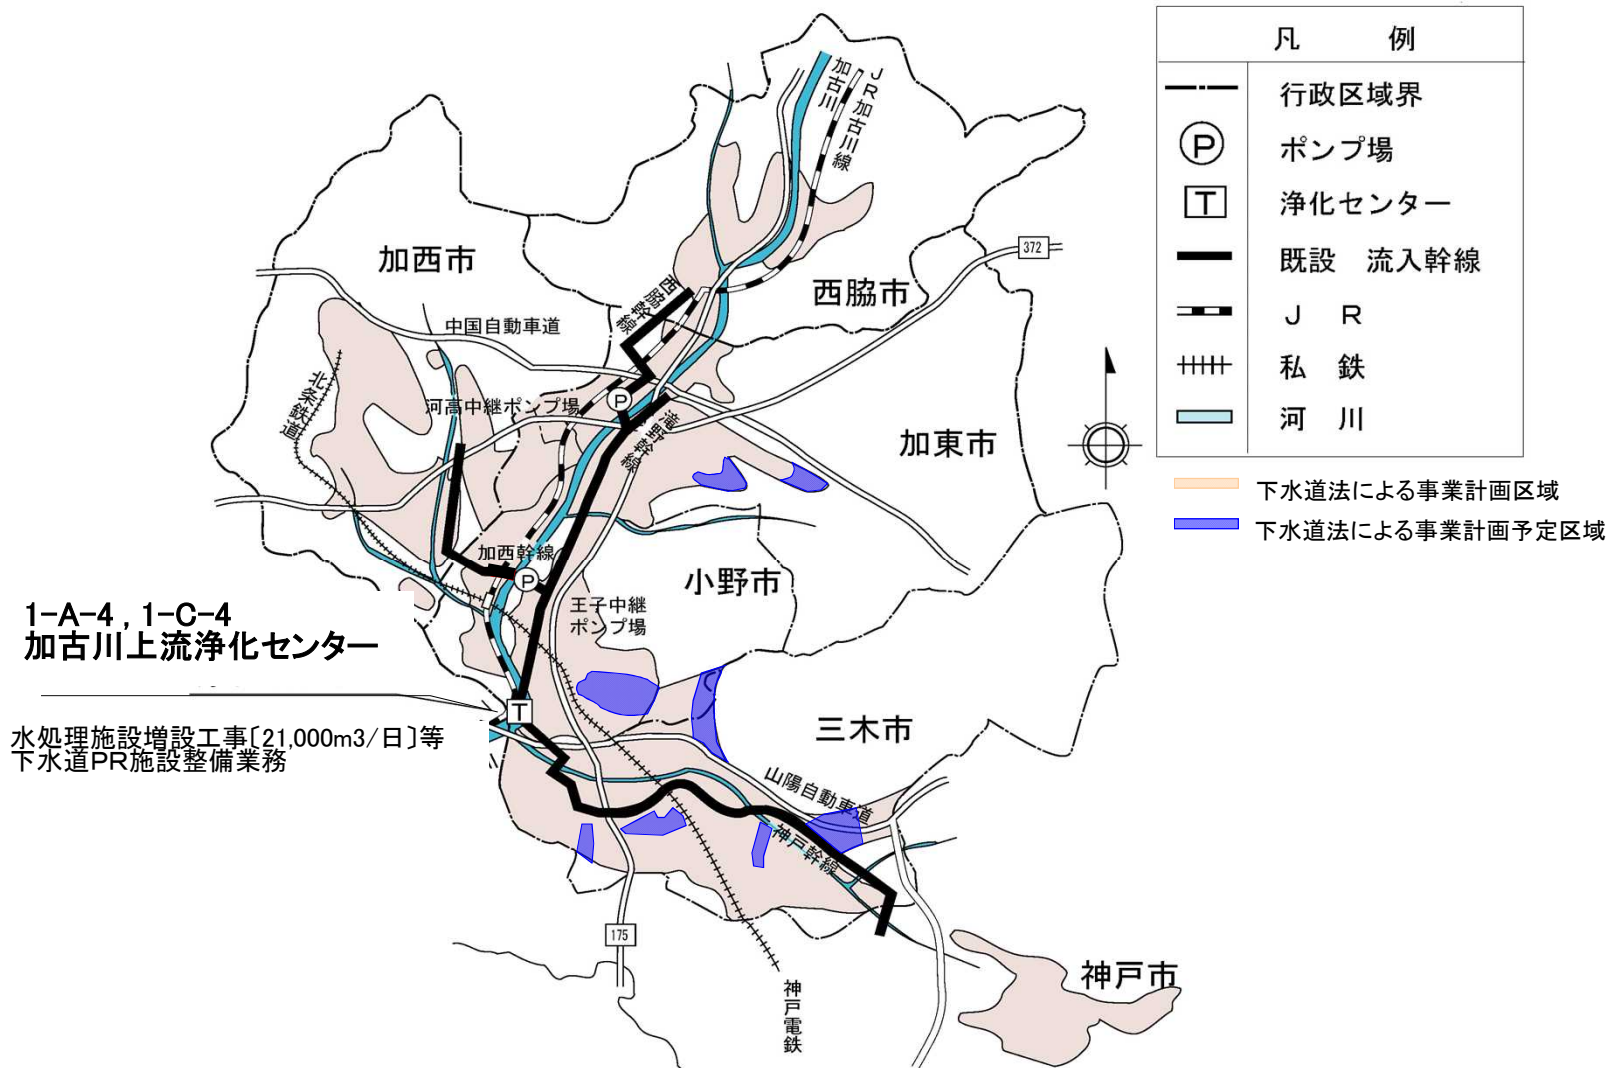 凡 例
行政区域界
P
ポンプ場
T
浄化センター
既設 流入幹線
J R
私 鉄
河 川
下水道法による事業計画区域
下水道法による事業計画予定区域
加古川
JR加古川線
372
加西市
西脇市
西脇幹線
中国自動車道
北条鉄道
河高中継ポンプ場
P
滝野幹線
加東市
加西幹線
P
小野市
王子中継
ポンプ場
1-A-4 , 1-C-4
加古川上流浄化センター
T
水処理施設増設工事〔21,000m3/日〕等
下水道PR施設整備業務
三木市
山陽自動車道
神戸幹線
175
神戸市
神戸電鉄